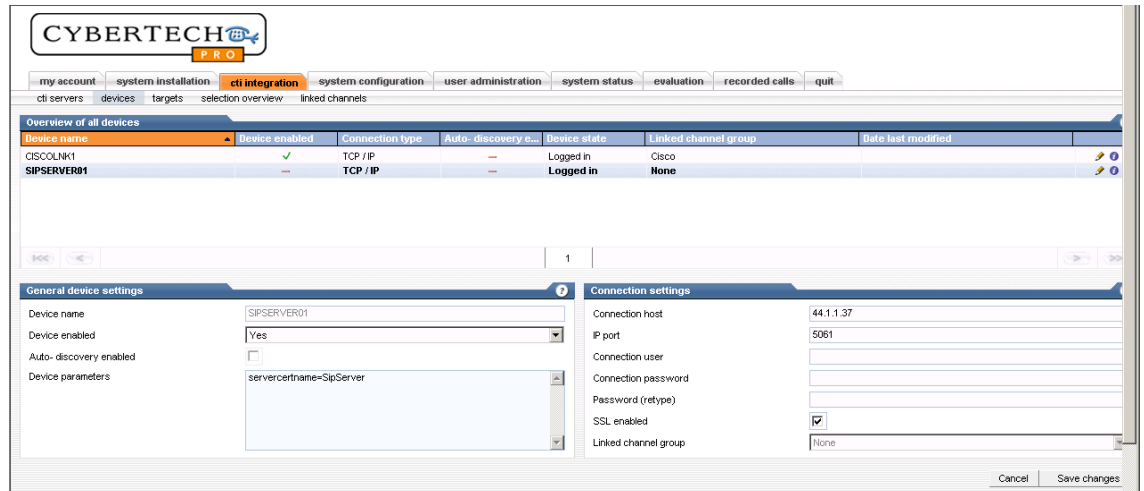 CYBERTECH
PRO
my account system installation cti integration system configuration user administration system status evaluation recorded calls quit
cti servers devices targets selection overview linked channels
Overview of all devices
Device name Device enabled Connection type Auto- discovery e... Device state Linked channel group Date last modified
CISCOLNK1 TCP / IP Logged in Cisco
SIPSERVER01 TCP / IP Logged in None
1
General device settings
Device name SIPSERVER01
Device enabled Yes
Auto- discovery enabled
Device parameters servercertname=SipServer
Connection settings
Connection host 44.1.1.37
IP port 5061
Connection user
Connection password
Password (retype)
SSL enabled
Linked channel group None
Cancel Save changes